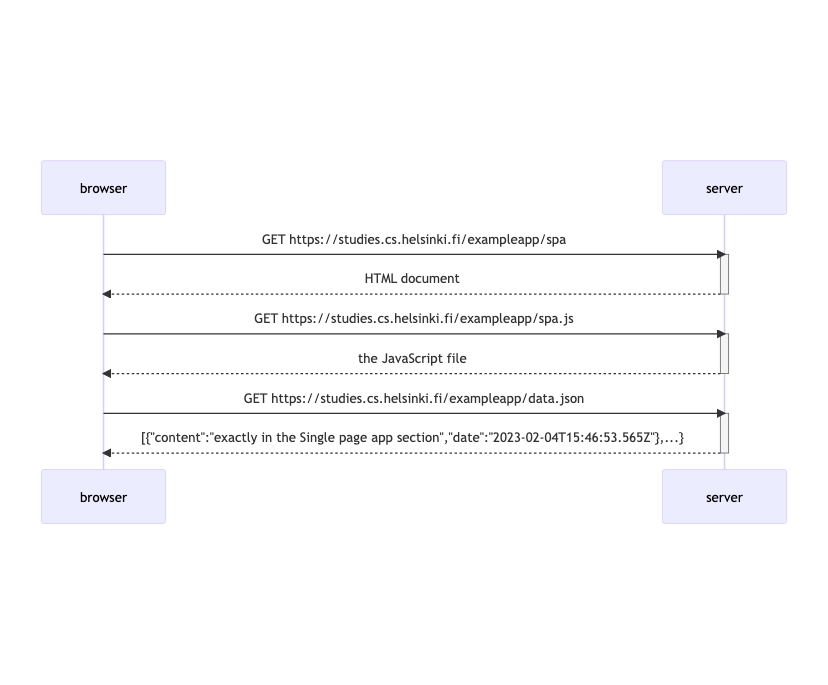 browser
server
GET https://studies.cs.helsinki.fi/exampleapp/spa
HTML document
GET https://studies.cs.helsinki.fi/exampleapp/spa.js
the JavaScript file
GET https://studies.cs.helsinki.fi/exampleapp/data.json
[{"content":"exactly in the Single page app section","date":"2023-02-04T15:46:53.565Z"},...}
browser
server